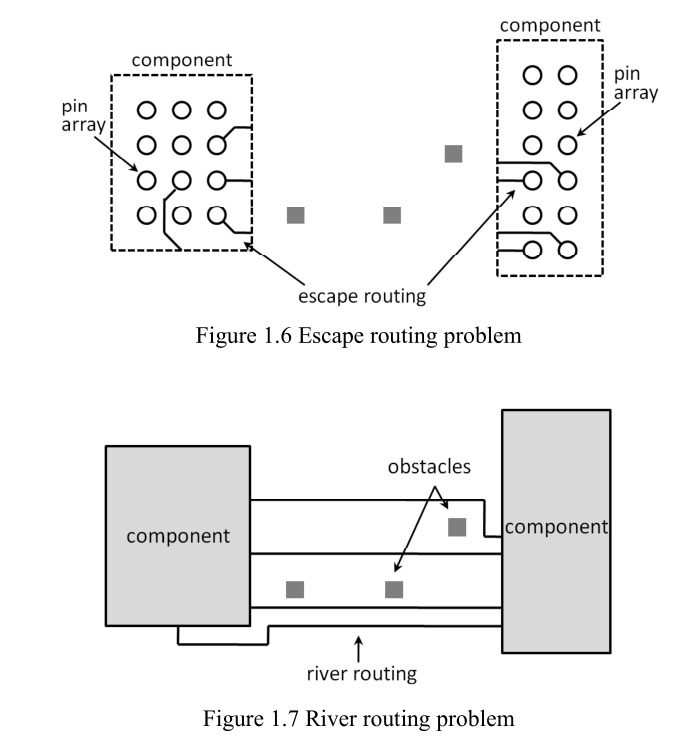 component
component
pin
array
pin
array
escape routing
Figure 1.6 Escape routing problem
obstacles
component
component
river routing
Figure 1.7 River routing problem